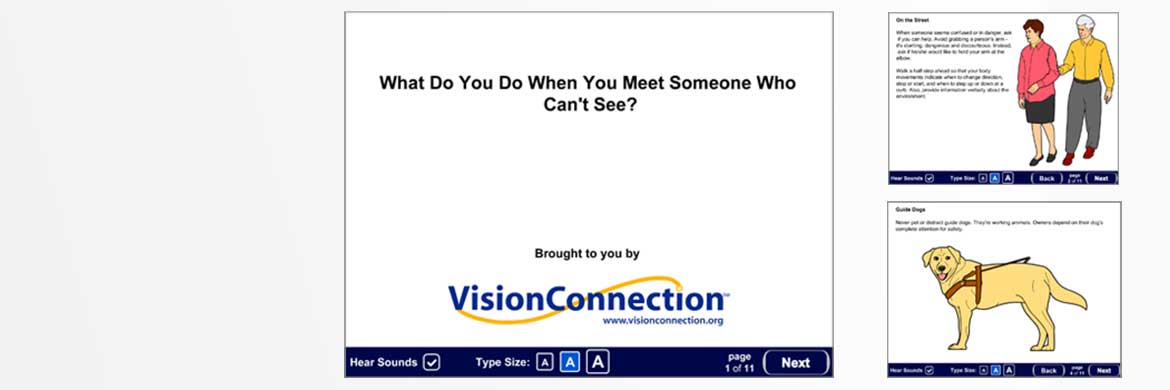 What Do You Do When You Meet Someone Who
Can't See?
Brought to you by
VisionConnection
www.visionconnection.org
Hear Sounds
Type Size: A A A
page
1 of 11
Next
On the Street
When someone seems confused or in danger, ask
if you can help. Avoid grabbing a person's arm -
it's startling, dangerous and discourteous. Instead,
ask if he/she would like to hold your arm at the
elbow.
Walk a half step ahead so that your body
movements indicate when to change direction,
stop or start, and when to step up or down at a
curb. Also, provide information verbally about the
environment.
Hear Sounds
Type Size: A A A
Back
page
2 of 11
Next
Guide Dogs
Never pet or distract guide dogs. They're working animals. Owners depend on their dog's
complete attention for safety.
Hear Sounds
Type Size: A A A
Back
page
of 11
Next